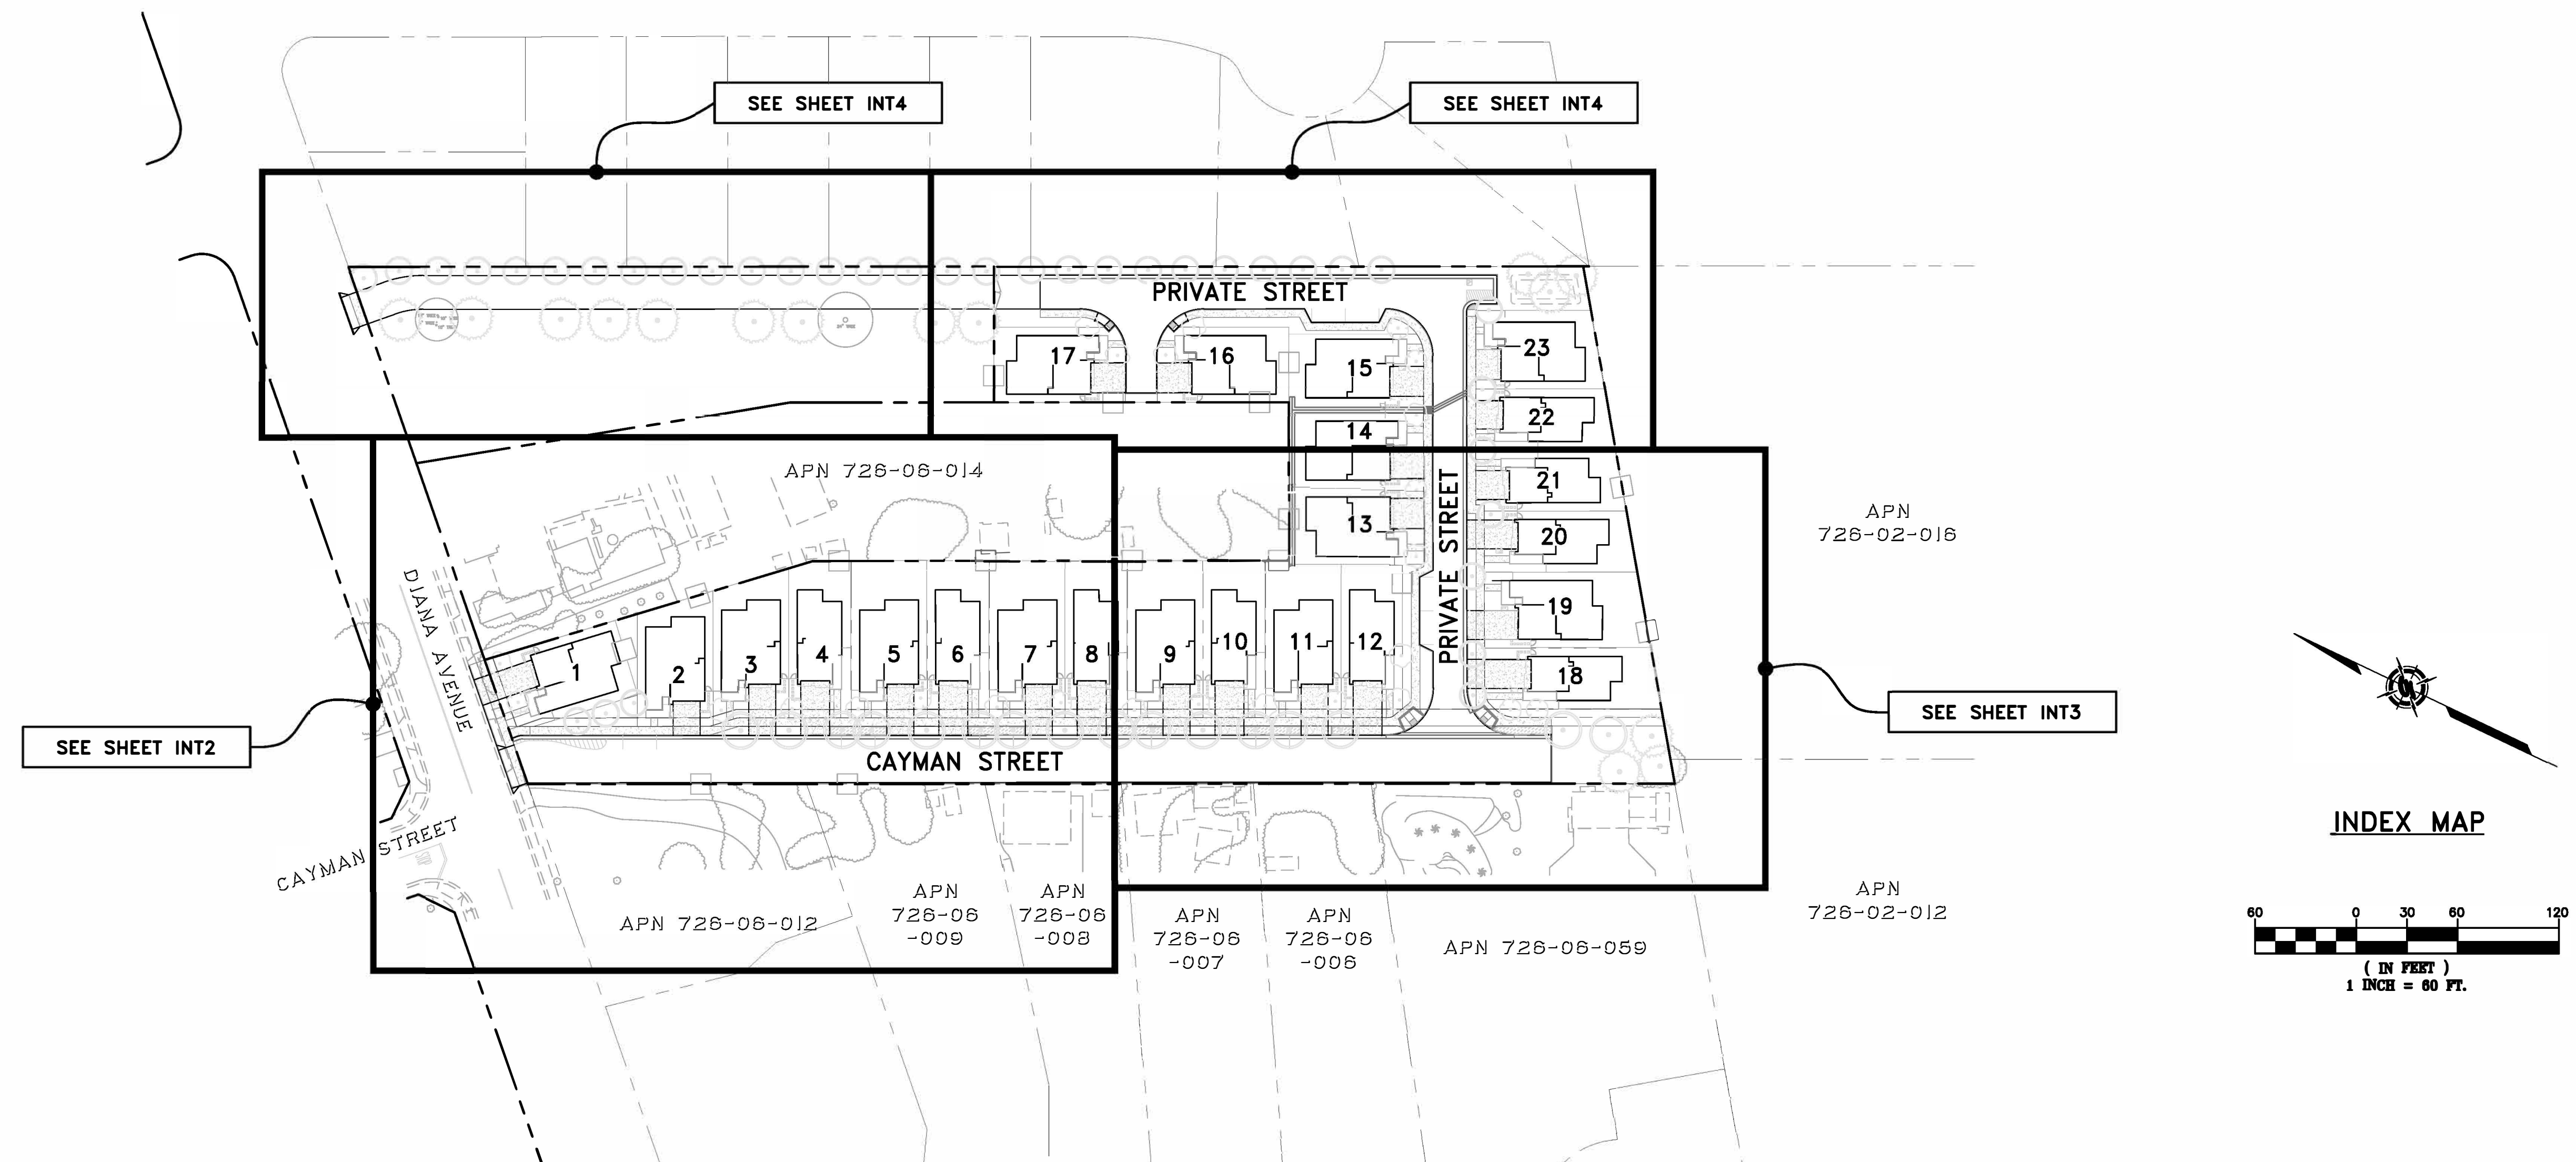 SEE SHEET INT4
SEE SHEET INT4
PRIVATE STREET
17
16
15
23
14
22
13
21
20
19
18
PRIVATE STREET
APN 726-06-014
APN
726-02-016
DIANA AVENUE
1
2
3
4
5
6
7
8
9
10
11
12
SEE SHEET INT2
SEE SHEET INT3
CAYMAN STREET
CAYMAN STREET
APN 726-06-012
APN
726-06
-009
APN
726-06
-008
APN
726-06
-007
APN
726-06
-006
APN 726-06-059
APN
726-02-012
INDEX MAP
60 0 30 60 120
( IN FEET )
1 INCH = 60 FT.